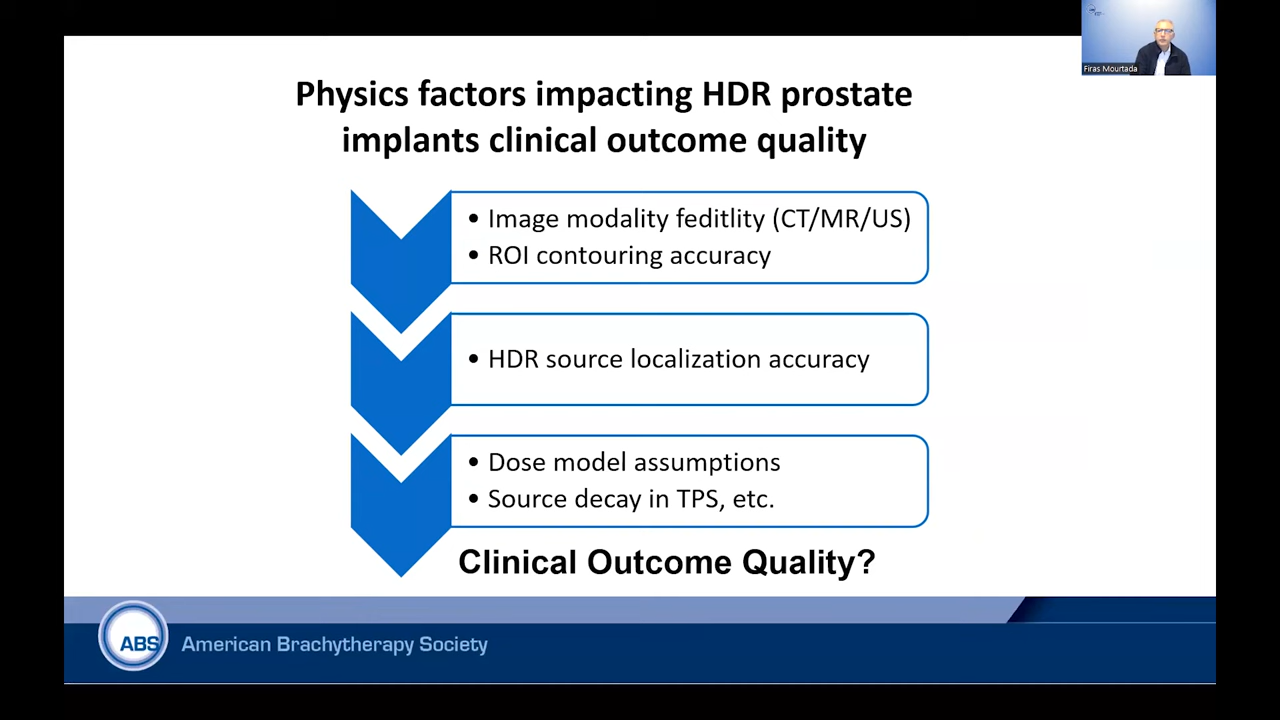 Firas Mourtada
Physics factors impacting HDR prostate
implants clinical outcome quality
• Image modality feditlity (CT/MR/US)
• ROI contouring accuracy
• HDR source localization accuracy
• Dose model assumptions
• Source decay in TPS, etc.
Clinical Outcome Quality?
ABS
American Brachytherapy Society